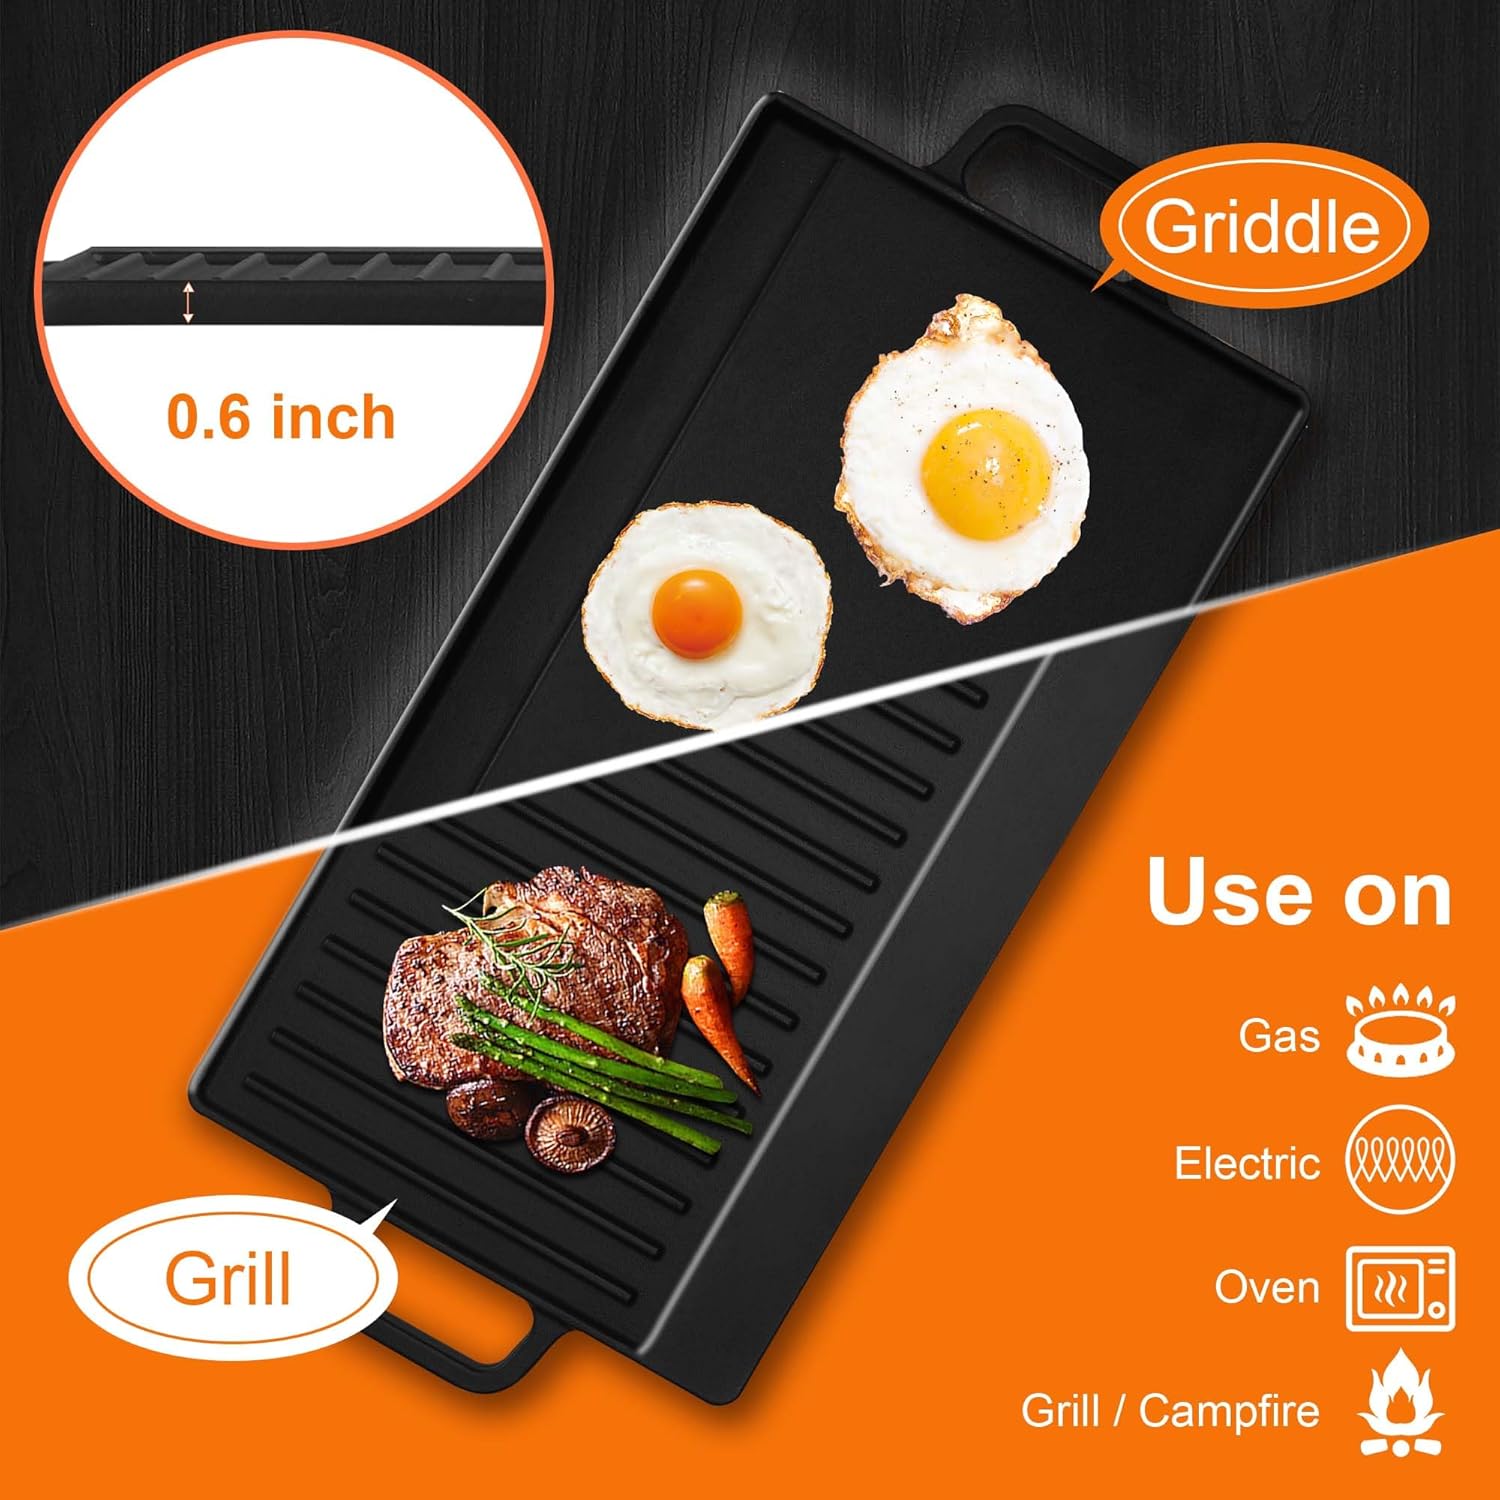 0.6 inch
Griddle
Grill
Use on
Gas
Electric
Oven
Grill / Campfire